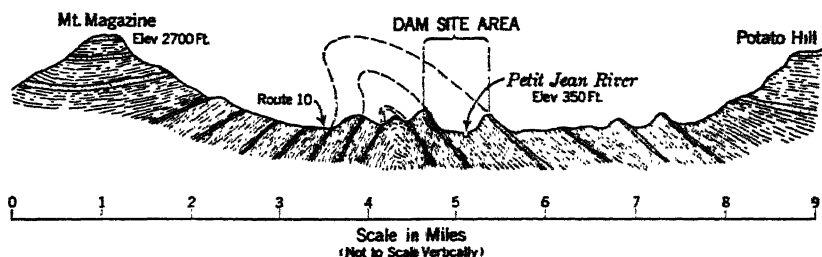 Mt. Magazine
Elev 2700 Ft.
DAM SITE AREA
Potato Hill
Route 10
Petit Jean River
Elev 350 Ft.
0 1 2 3 4 5 6 7 8 9
Scale in Miles
(Not to Scale Vertically)